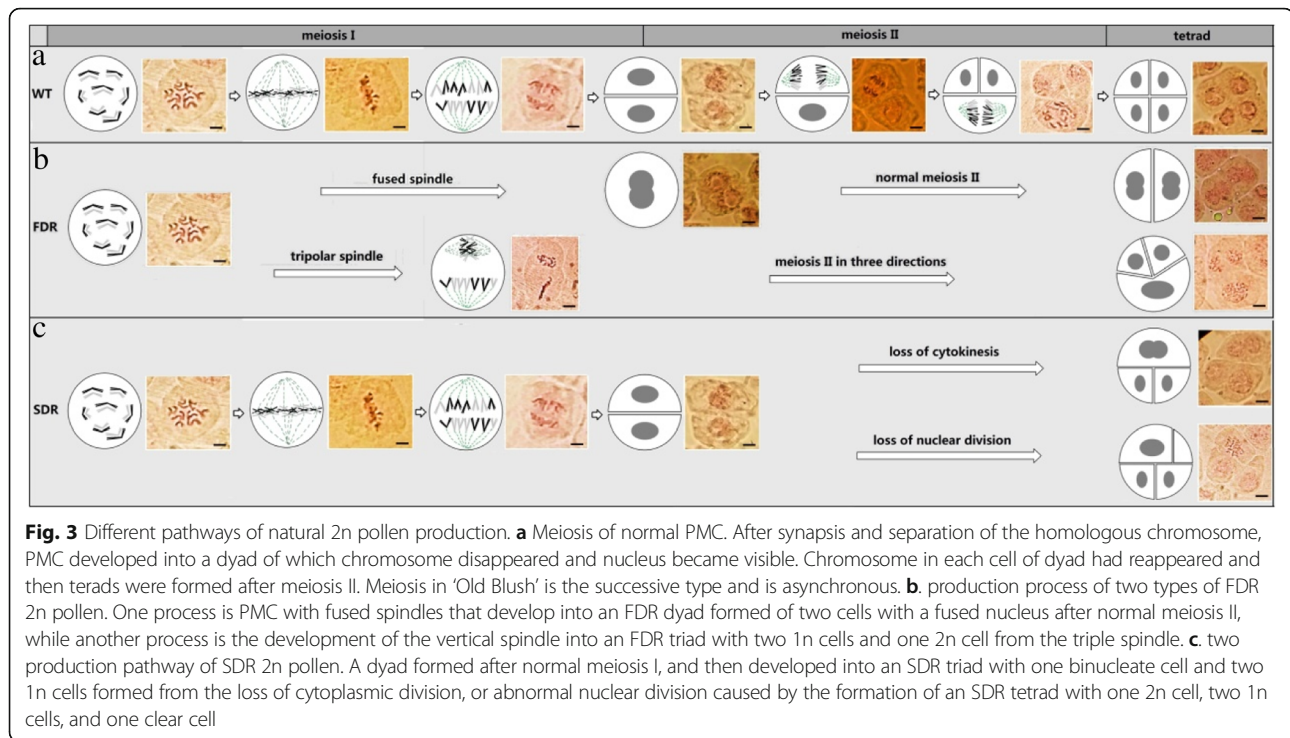 meiosis I meiosis II tetrad
a
WT
b
fused spindle normal meiosis II
FDR
tripolar spindle meiosis II in three directions
c
loss of cytokinesis
SDR
loss of nuclear division
Fig. 3 Different pathways of natural 2n pollen production. a Meiosis of normal PMC. After synapsis and separation of the homologous chromosome,
PMC developed into a dyad of which chromosome disappeared and nucleus became visible. Chromosome in each cell of dyad had reappeared and
then terads were formed after meiosis II. Meiosis in ‘Old Blush’ is the successive type and is asynchronous. b. production process of two types of FDR
2n pollen. One process is PMC with fused spindles that develop into an FDR dyad formed of two cells with a fused nucleus after normal meiosis II,
while another process is the development of the vertical spindle into an FDR triad with two 1n cells and one 2n cell from the triple spindle. c. two
production pathway of SDR 2n pollen. A dyad formed after normal meiosis I, and then developed into an SDR triad with one binucleate cell and two
1n cells formed from the loss of cytoplasmic division, or abnormal nuclear division caused by the formation of an SDR tetrad with one 2n cell, two 1n
cells, and one clear cell